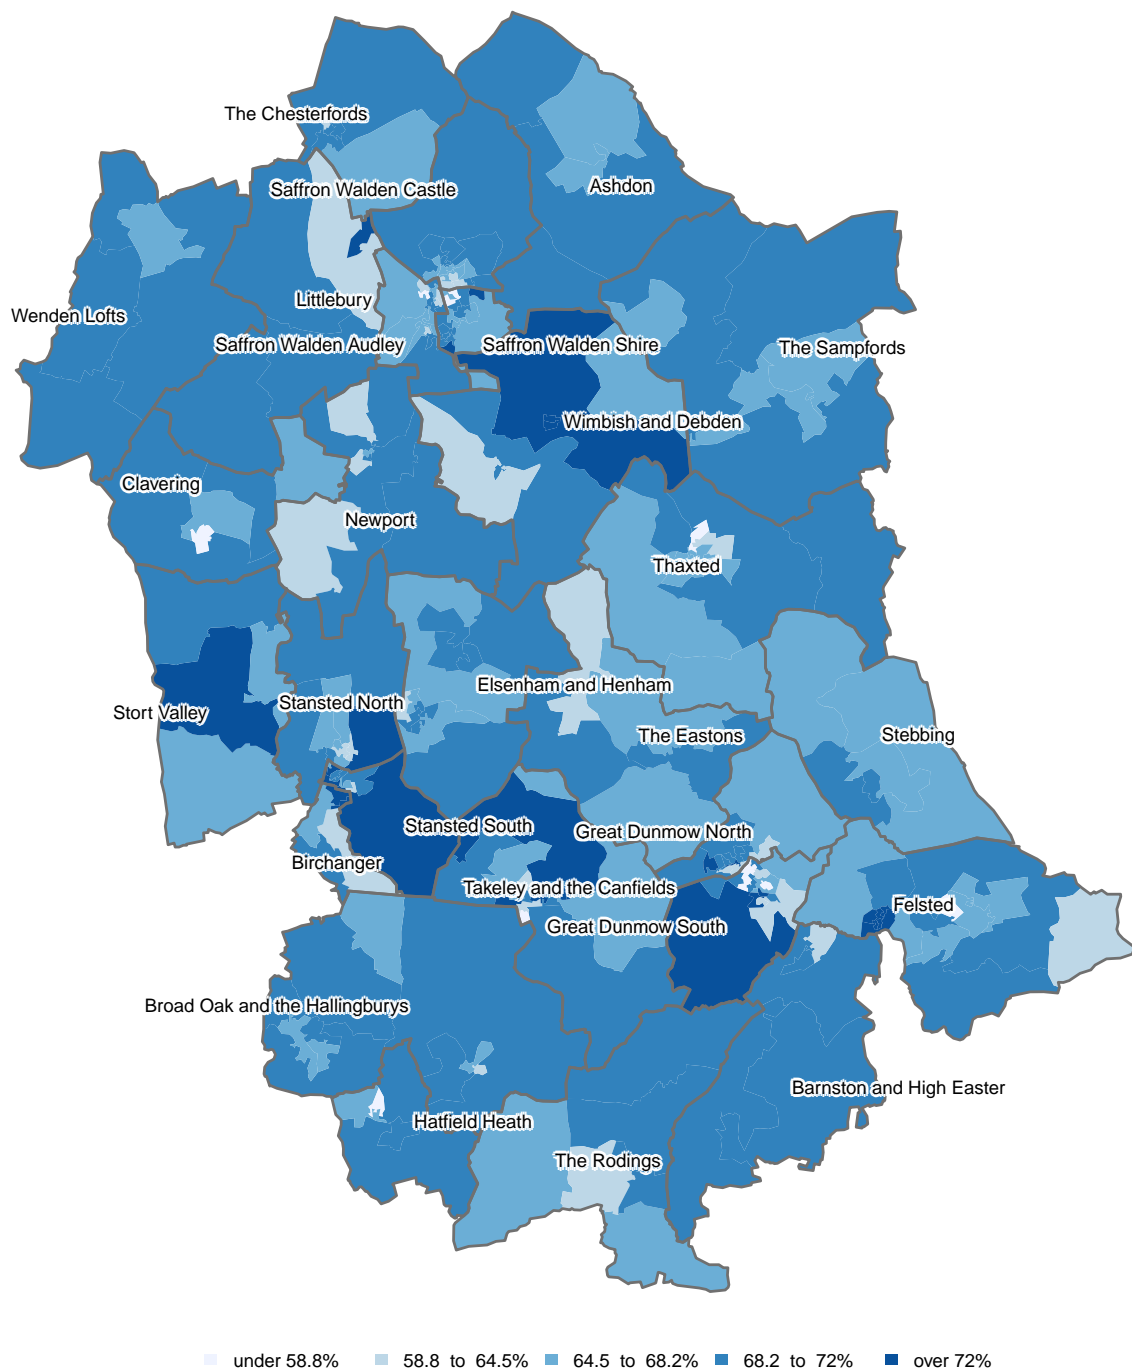 The Chesterfords
Saffron Walden Castle
Ashdon
Littlebury
Wenden Lofts
Saffron Walden Audley
Saffron Walden Shire
The Sampfords
Wimbish and Debden
Clavering
Newport
Thaxted
Elsenham and Henham
Stansted North
Stort Valley
The Eastons
Stebbing
Stansted South
Great Dunmow North
Birchanger
Takeley and the Canfields
Felsted
Great Dunmow South
Broad Oak and the Hallingburys
Barnston and High Easter
Hatfield Heath
The Rodings
under 58.8% 58.8 to 64.5% 64.5 to 68.2% 68.2 to 72% over 72%